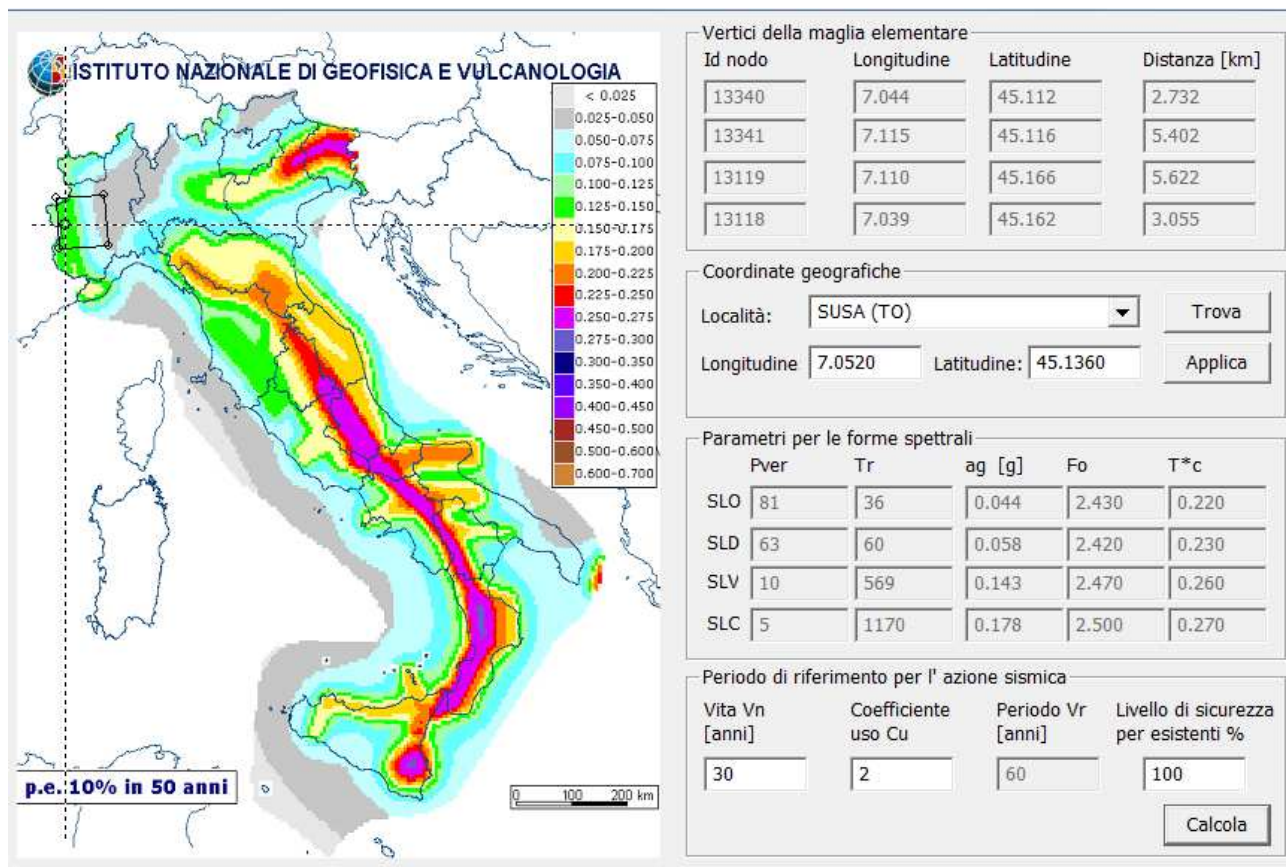 ISTITUTO NAZIONALE DI GEOFISICA E VULCANOLOGIA
< 0.025
0.025-0.050
0.050-0.075
0.075-0.100
0.100-0.125
0.125-0.150
0.150-0.175
0.175-0.200
0.200-0.225
0.225-0.250
0.250-0.275
0.275-0.300
0.300-0.350
0.350-0.400
0.400-0.450
0.450-0.500
0.500-0.600
0.600-0.700
p.e. 10% in 50 anni
0 100 200 km
Vertici della maglia elementare
Id nodo Longitudine Latitudine Distanza [km]
13340 7.044 45.112 2.732
13341 7.115 45.116 5.402
13119 7.110 45.166 5.622
13118 7.039 45.162 3.055
Coordinate geografiche
Località: SUSA (TO) Trova
Longitudine 7.0520 Latitudine: 45.1360 Applica
Parametri per le forme spettrali
Pver Tr ag [g] Fo T*c
SLO 81 36 0.044 2.430 0.220
SLD 63 60 0.058 2.420 0.230
SLV 10 569 0.143 2.470 0.260
SLC 5 1170 0.178 2.500 0.270
Periodo di riferimento per l' azione sismica
Vita Vn Coefficiente Periodo Vr Livello di sicurezza
[anni] uso Cu [anni] per esistenti %
30 2 60 100
Calcola